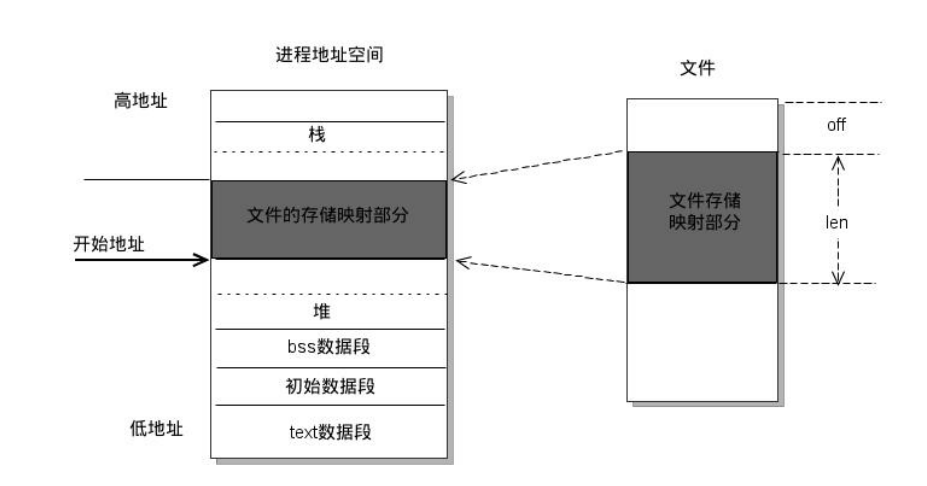 进程地址空间
文件
高地址
栈
off
文件的存储映射部分
文件存储
映射部分
len
开始地址
堆
bss数据段
初始数据段
低地址
text数据段